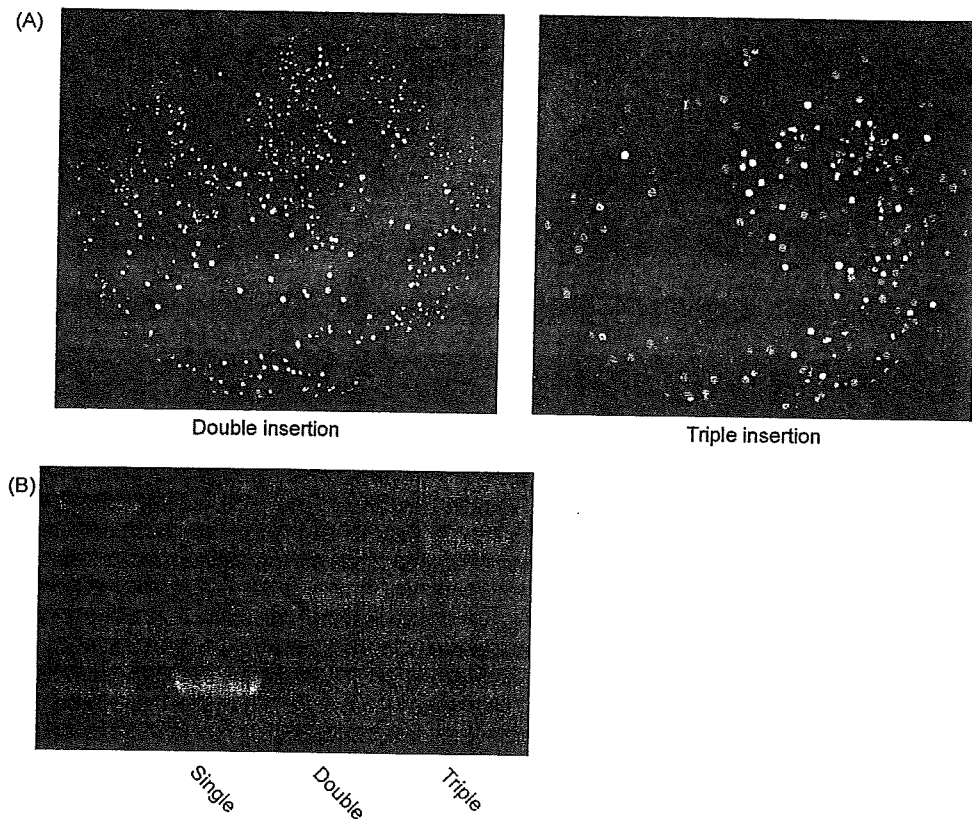 (A)
Double insertion
Triple insertion
(B)
Single
Double
Triple